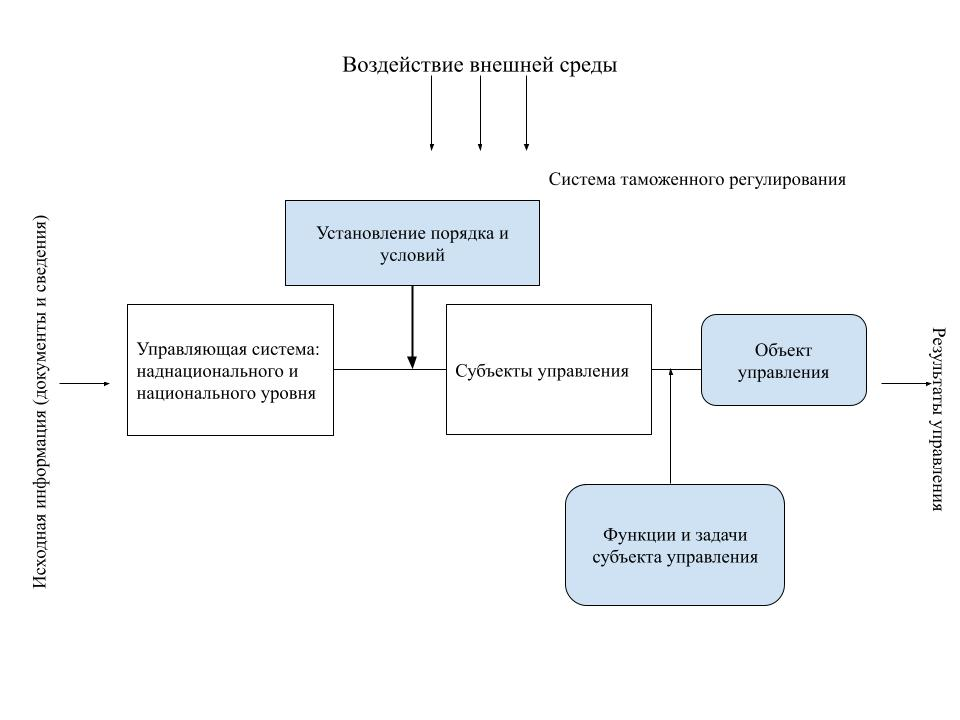 Воздействие внешней среды
Система таможенного регулирования
Исходная информация (документы и сведения)
Установление порядка и
условий
Управляющая система:
наднационального и
национального уровня
Субъекты управления
Объект
управления
Результаты управления
Функции и задачи
субъекта управления